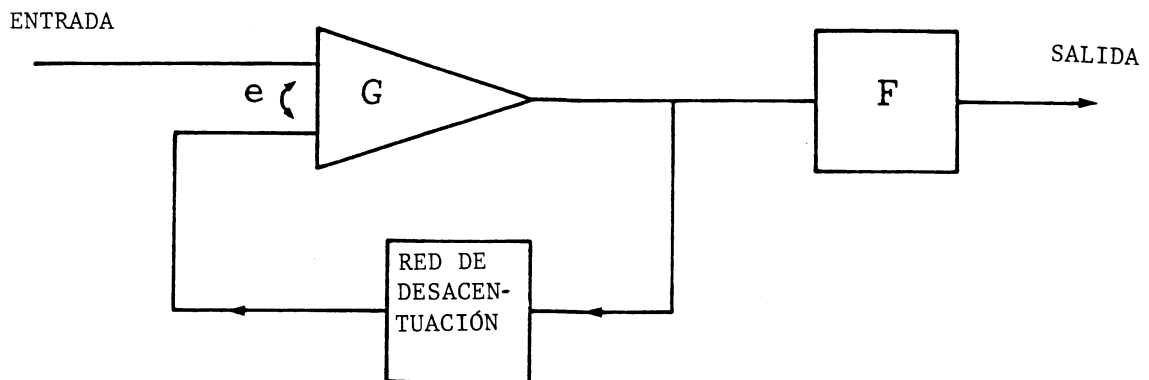 ENTRADA
SALIDA
e
G
F
RED DE
DESACEN-
TUACIÓN